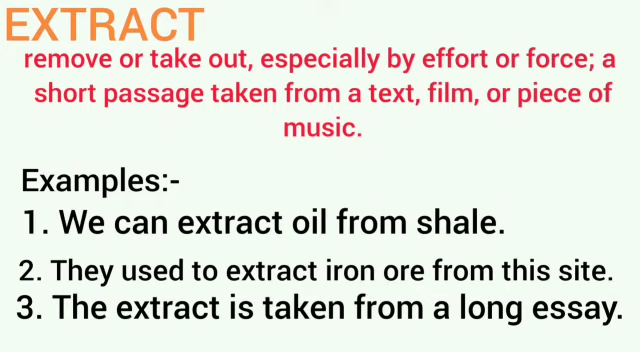 EXTRACT
remove or take out, especially by effort or force; a
short passage taken from a text, film, or piece of
music.
Examples:-
1. We can extract oil from shale.
2. They used to extract iron ore from this site.
3. The extract is taken from a long essay.